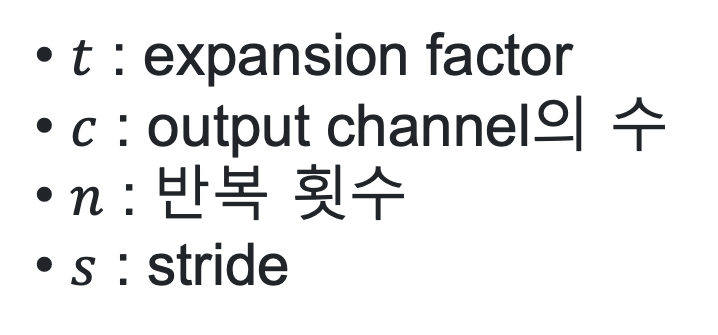 • t : expansion factor
• c : output channel의 수
• n : 반복 횟수
• s : stride